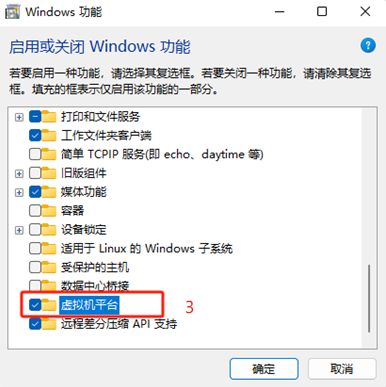 Windows 功能
启用或关闭 Windows 功能
若要启用一种功能，请选择其复选框。若要关闭一种功能，请清除其复选
框。填充的框表示仅启用该功能的一部分。
打印和文件服务
工作文件夹客户端
简单 TCPIP 服务(即 echo、daytime 等)
旧版组件
媒体功能
容器
设备锁定
适用于 Linux 的 Windows 子系统
受保护的主机
数据中心桥接
虚拟机平台
3
远程差分压缩 API 支持
确定
取消